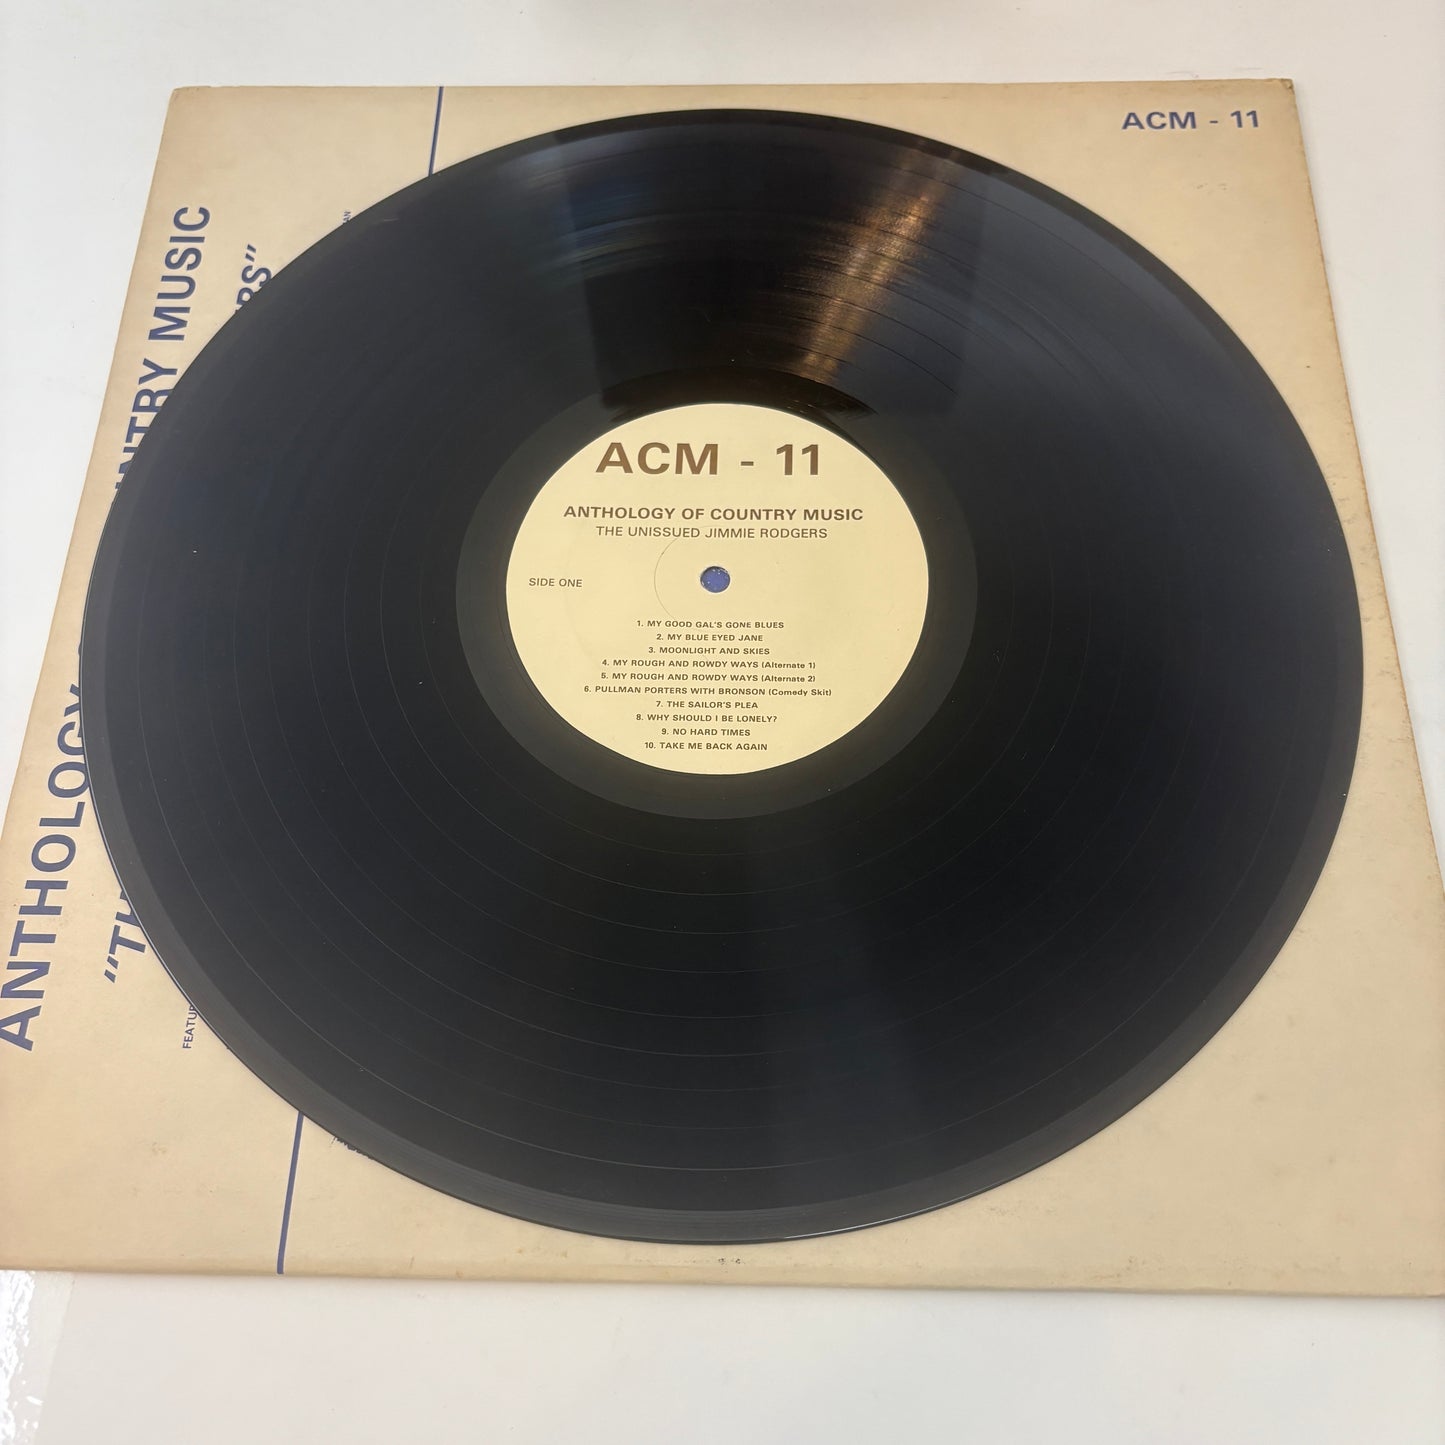 ACM - 11
ANTHOLOGY
NTRY MUSIC
"TH
RS"
FEATU
ACM - 11
ANTHOLOGY OF COUNTRY MUSIC
THE UNISSUED JIMMIE RODGERS
SIDE ONE
1. MY GOOD GAL'S GONE BLUES
2. MY BLUE EYED JANE
3. MOONLIGHT AND SKIES
4. MY ROUGH AND ROWDY WAYS (Alternate 1)
5. MY ROUGH AND ROWDY WAYS (Alternate 2)
6. PULLMAN PORTERS WITH BRONSON (Comedy Skit)
7. THE SAILOR'S PLEA
8. WHY SHOULD I BE LONELY?
9. NO HARD TIMES
10. TAKE ME BACK AGAIN